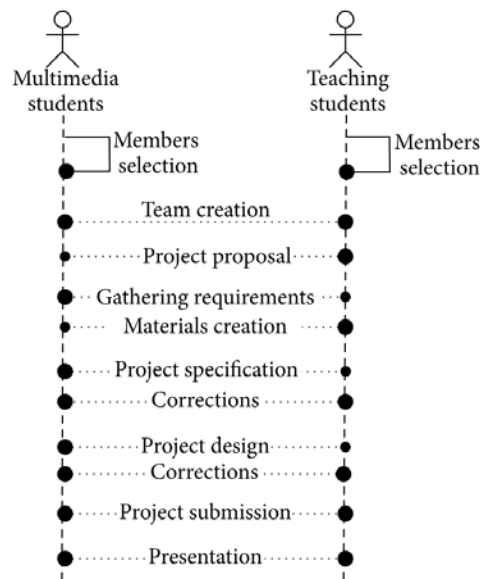 Multimedia
students
Teaching
students
Members
selection
Members
selection
Team creation
Project proposal
Gathering requirements
Materials creation
Project specification
Corrections
Project design
Corrections
Project submission
Presentation